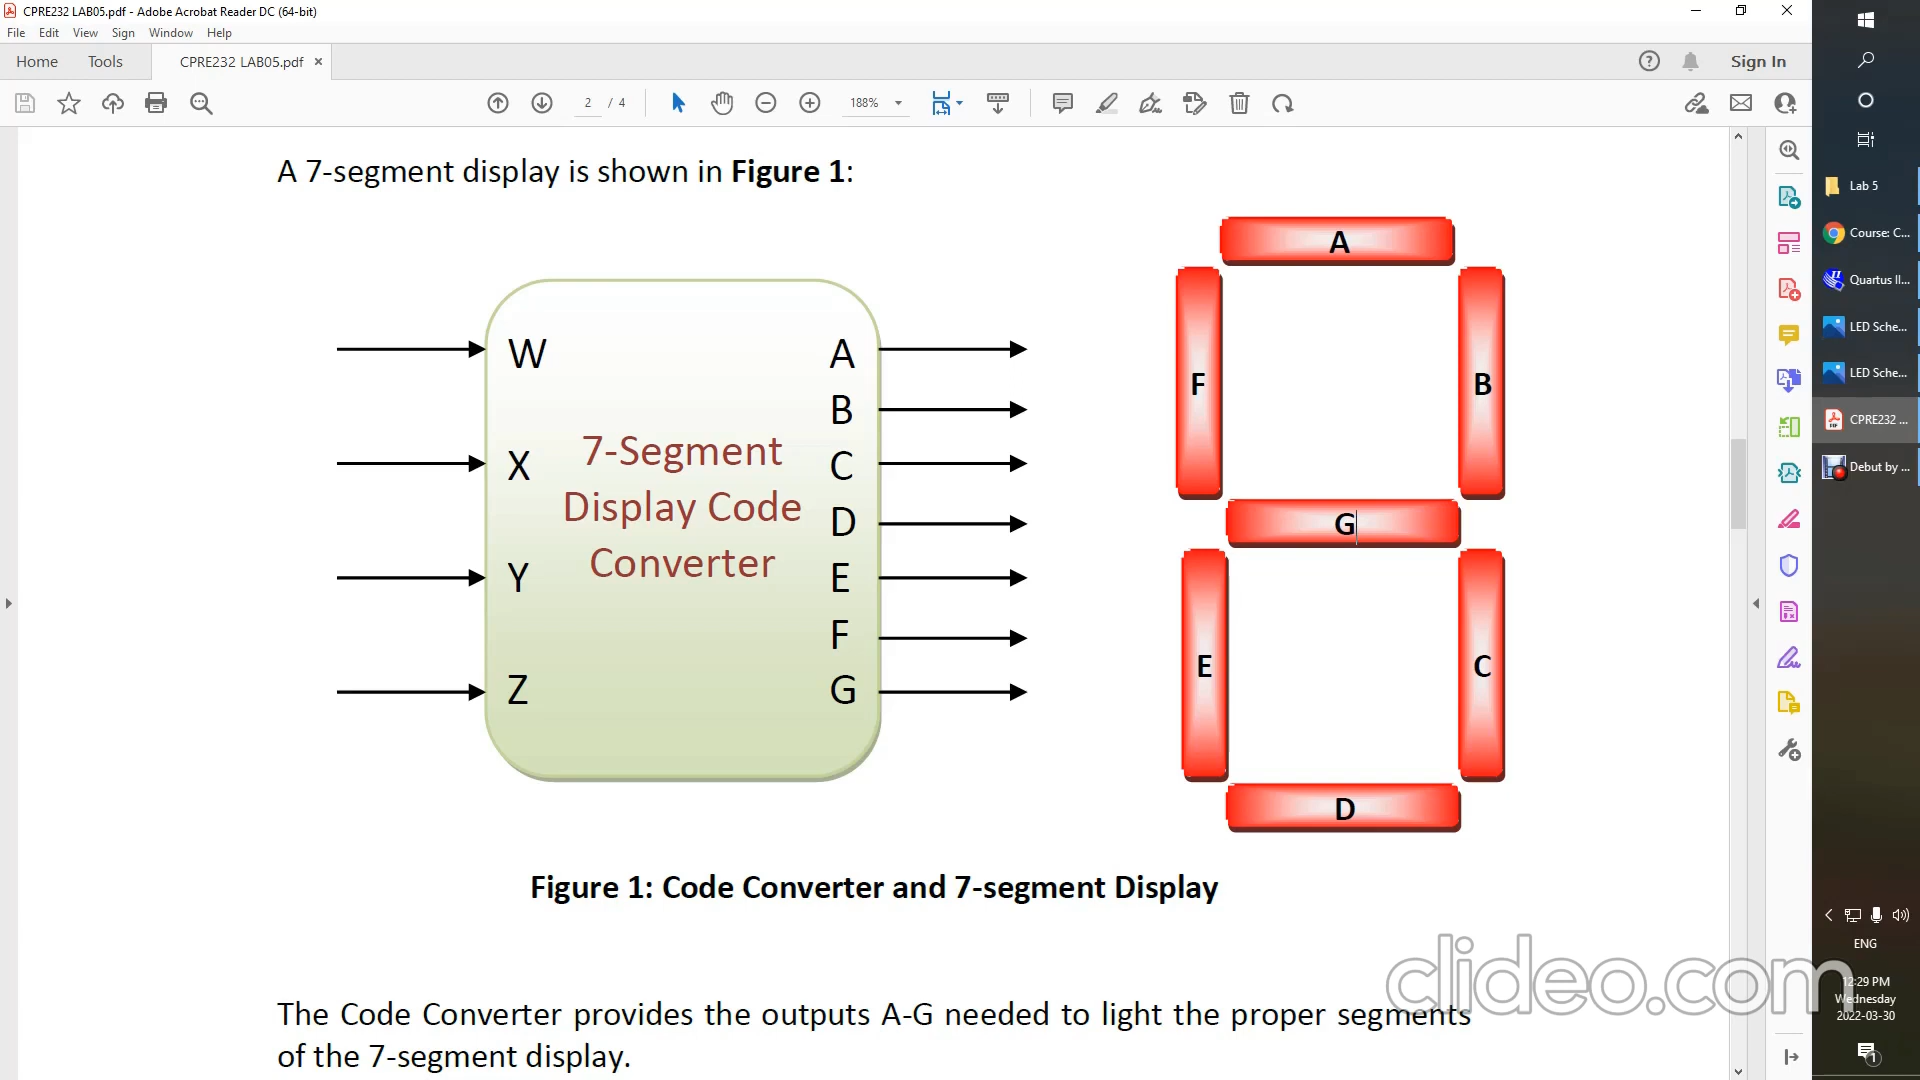 CPRE232 LAB05.pdf - Adobe Acrobat Reader DC (64-bit)
File Edit View Sign Window Help
Home Tools CPRE232 LAB05.pdf × Sign In
2 / 4 188%
A 7-segment display is shown in Figure 1:
W
X
Y
Z
7-Segment
Display Code
Converter
A
B
C
D
E
F
G
A
F
B
G
E
C
D
Figure 1: Code Converter and 7-segment Display
The Code Converter provides the outputs A-G needed to light the proper segments
of the 7-segment display.
Lab 5
Course: C...
Quartus II...
LED Sche...
LED Sche...
CPRE232 ...
Debut by ...
ENG
12:29 PM
Wednesday
2022-03-30
1
clideo.com